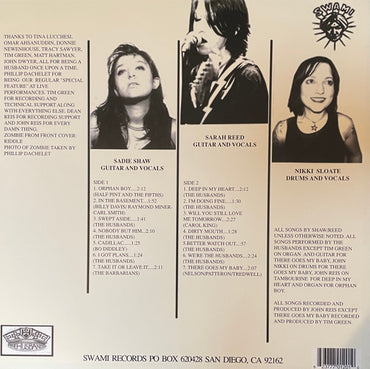 SWAMI
THANKS TO TINA LUCCHESI,
OMAR AHSANUDDIN, DONNIE
NEWENHOUSE, TRACY SAWYER,
TIM GREEN, MATT HARTMAN,
JOHN DWYER, ALL FOR BEING A
HUSBAND ONCE UPON A TIME.
PHILLIP DACHELET FOR
BEING OUR REGULAR 'SPECIAL
FEATURE' AT LIVE
PERFORMANCES. TIM GREEN
FOR RECORDING AND
TECHNICAL SUPPORT ALONG
WITH EVERYTHING ELSE. DEAN
REIS FOR RECORDING SUPPORT
AND JOHN REIS FOR EVERY
DAMN THING.
ZOMBIE FROM FRONT COVER:
RIDDLE
PHOTO OF ZOMBIE TAKEN BY
PHILLIP DACHELET
SADIE SHAW
GUITAR AND VOCALS
SARAH REED
GUITAR AND VOCALS
NIKKI SLOATE
DRUMS AND VOCALS
SIDE 1
1. ORPHAN BOY....2:12
(HALF PINT AND THE FIFTHS)
2. IN THE BASEMENT....1:52
(BILLY DAVIS/RAYMOND MINER-
CARL SMITH)
3. SWEPT ASIDE....1:41
(THE HUSBANDS)
4. NOBODY BUT HIM....2:10
(THE HUSBANDS)
5. CADILLAC....1:25
(BO DIDDLEY)
6. I GOT PLANS...1:24
(THE HUSBANDS)
7. TAKE IT OR LEAVE IT....2:11
(THE BARBARIANS)
SIDE 2
1. DEEP IN MY HEART....2:12
(THE HUSBANDS)
2. I'M DOING FINE....1:30
(THE HUSBANDS)
3. WILL YOU STILL LOVE
ME TOMORROW....2:27
(CAROL KING)
4. DIRTY MOUTH....1:28
(THE HUSBANDS)
5.BETTER WATCH OUT....:57
(THE HUSBANDS)
6. WERE THE HUSBANDS....2:24
(THE HUSBANDS)
7. THERE GOES MY BABY....2:07
(NELSON/PATTERON/TREDWELL)
ALL SONGS BY SHAW/REED
UNLESS OTHERWISE NOTED. ALL
SONGS PERFORMED BY THE
HUSBANDS EXCEPT TIM GREEN
ON ORGAN AND GUITAR FOR
THERE GOES MY BABY, JOHN
NIKKI ON DRUMS FOR THERE
GOES MY BABY, JOHN REIS ON
TAMBOURINE FOR DEEP IN MY
HEART AND ORGAN FOR ORPHAN
BOY.
ALL SONGS RECORDED AND
PRODUCED BY JOHN REIS EXCEPT
THERE GOES MY BABY RECORDED
AND PRODUCED BY TIM GREEN.
SWAMI RECORDS PO BOX 620428 SAN DIEGO, CA 92162